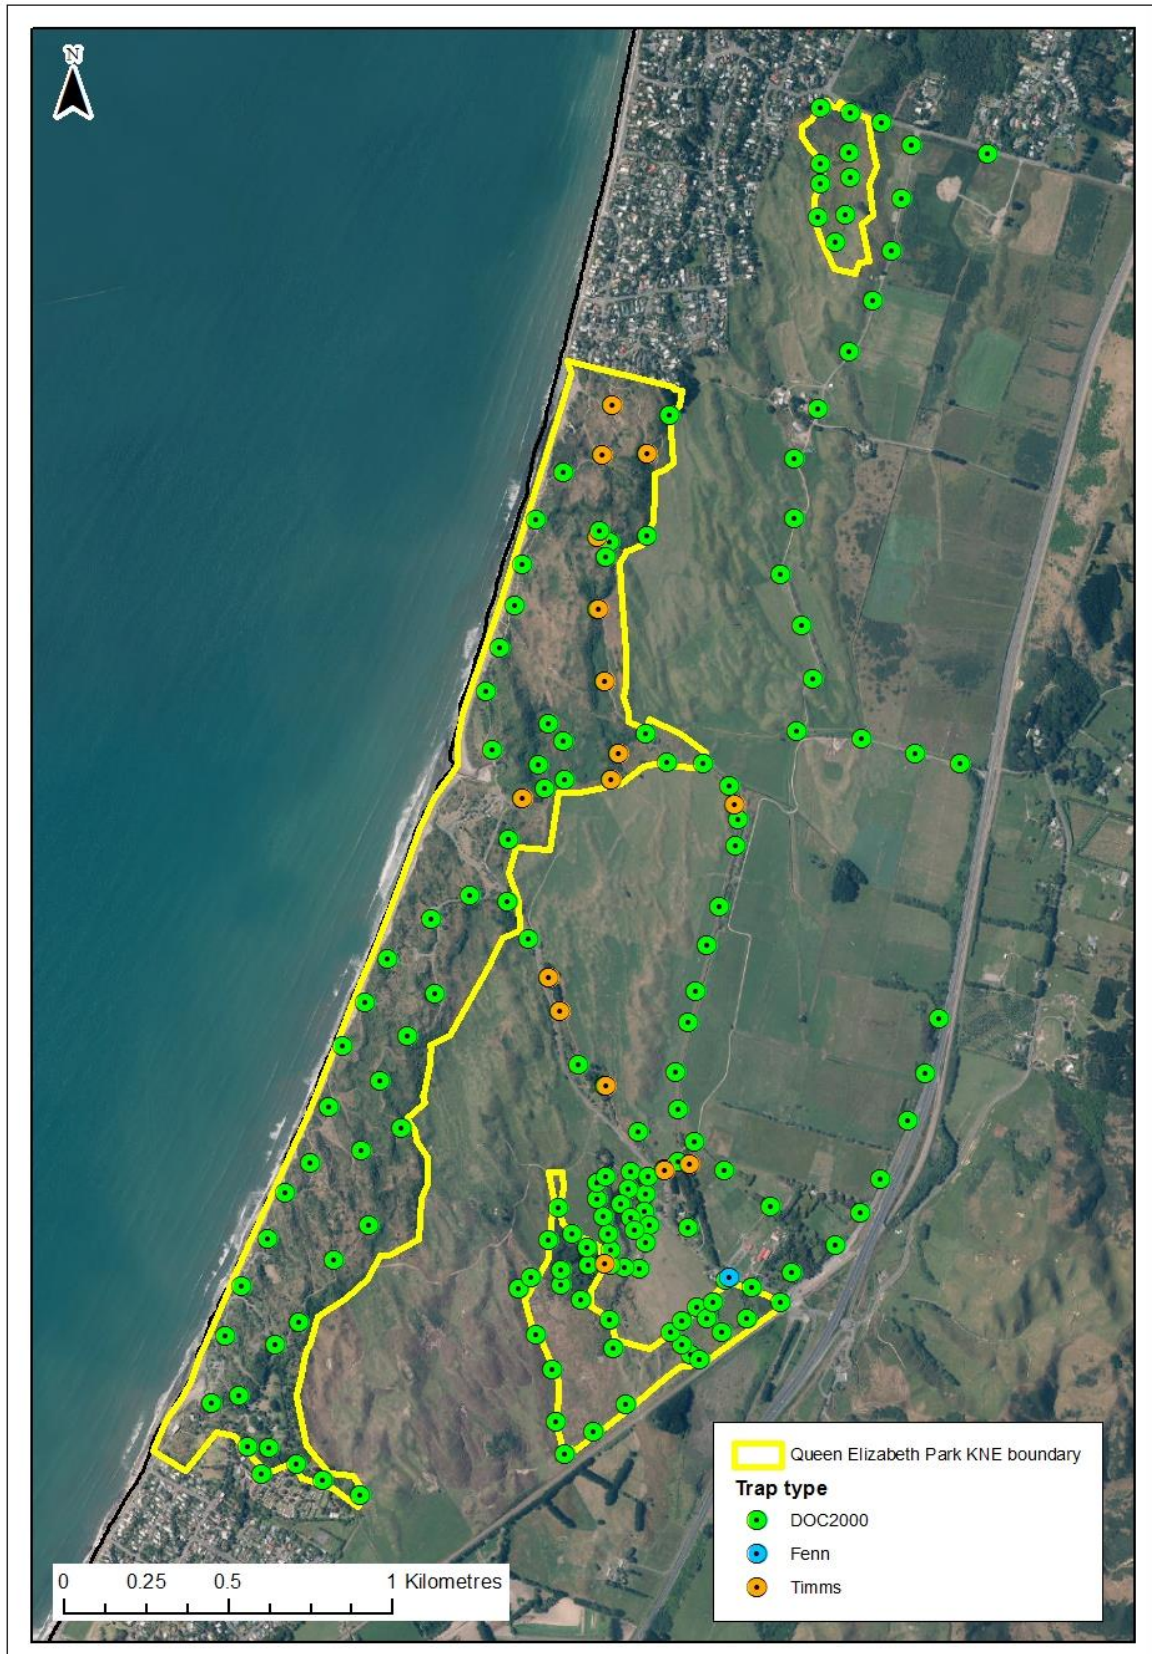 N
Queen Elizabeth Park KNE boundary
Trap type
DOC2000
Fenn
Timms
0 0.25 0.5 1 Kilometres